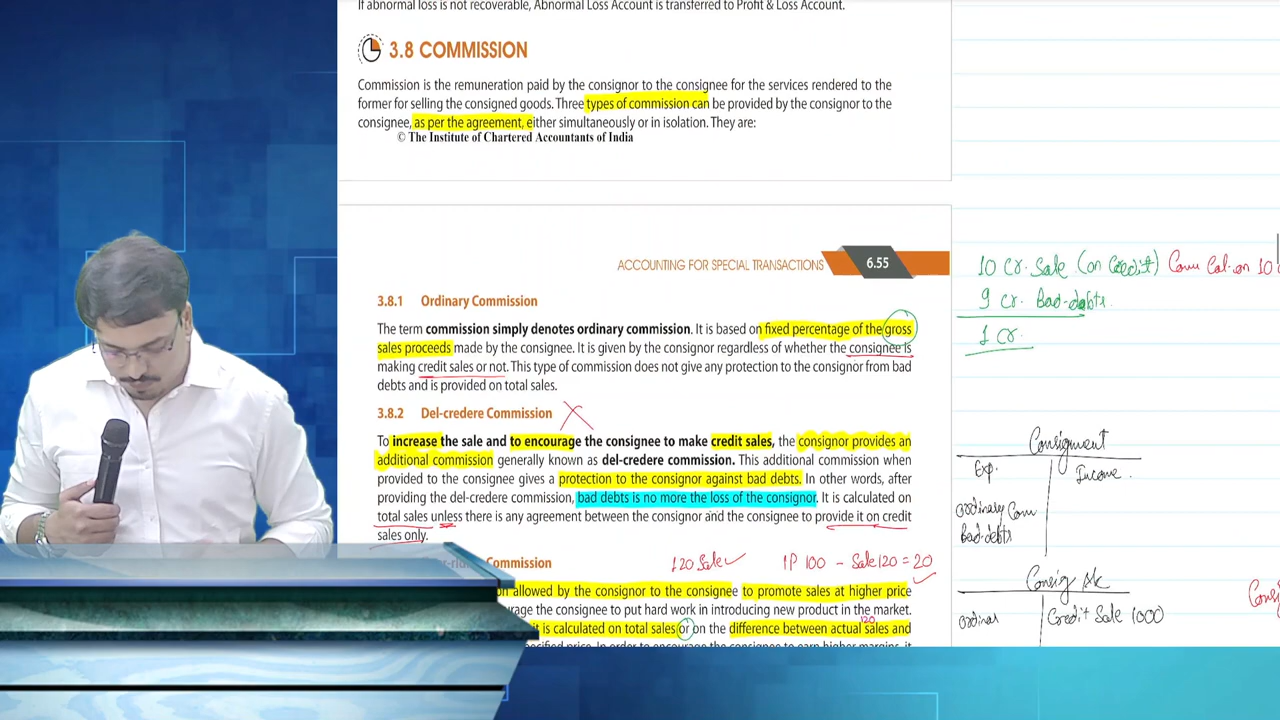 If abnormal loss is not recoverable, Abnormal Loss Account is transferred to Profit & Loss Account.
3.8 COMMISSION
Commission is the remuneration paid by the consignor to the consignee for the services rendered to the
former for selling the consigned goods. Three types of commission can be provided by the consignor to the
consignee, as per the agreement, either simultaneously or in isolation. They are:
© The Institute of Chartered Accountants of India
ACCOUNTING FOR SPECIAL TRANSACTIONS 6.55
3.8.1 Ordinary Commission
The term commission simply denotes ordinary commission. It is based on fixed percentage of the gross
sales proceeds made by the consignee. It is given by the consignor regardless of whether the consignee is
making credit sales or not. This type of commission does not give any protection to the consignor from bad
debts and is provided on total sales.
3.8.2 Del-credere Commission
To increase the sale and to encourage the consignee to make credit sales, the consignor provides an
additional commission generally known as del-credere commission. This additional commission when
provided to the consignee gives a protection to the consignor against bad debts. In other words, after
providing the del-credere commission, bad debts is no more the loss of the consignor. It is calculated on
total sales unless there is any agreement between the consignor and the consignee to provide it on credit
sales only.
Commission
120 Sale IP 100 - Sale 120 = 20
allowed by the consignor to the consignee to promote sales at higher price
the consignee to put hard work in introducing new product in the market.
it is calculated on total sales or on the difference between actual sales and
120
10 Cr. Sale (on Credit) Com Cal. on 10
9 Cr. Bad-debts.
1 Cr.
Consignment
Exp. Income.
Ordinary Com
Bad-debts
Consig A/c
Credit Sale 1000